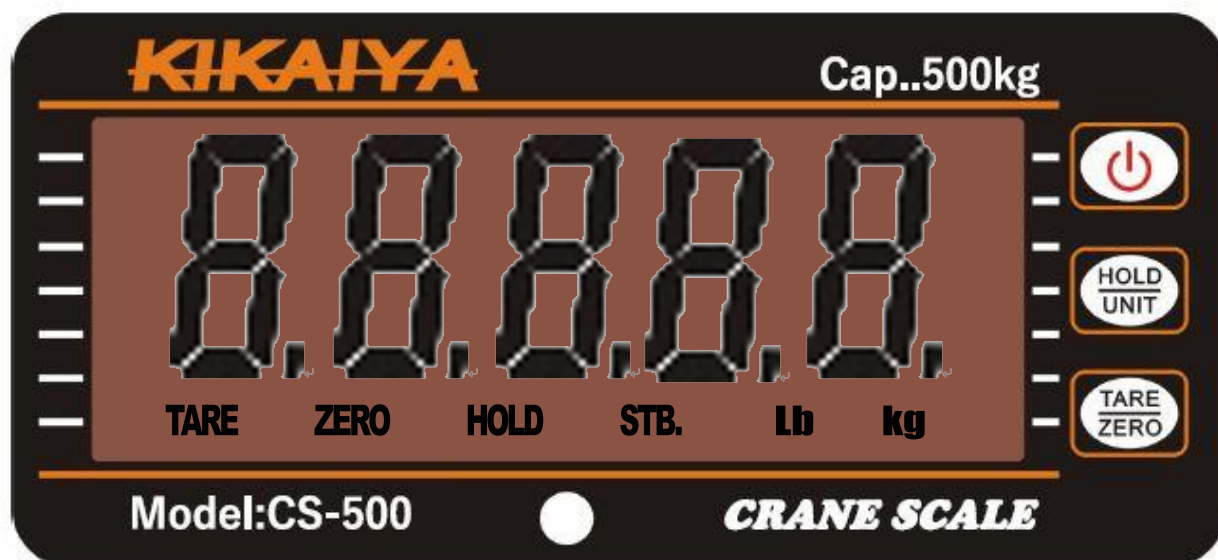 KIKAIYA
Cap..500kg
8.8.8.8.8.
HOLD
UNIT
TARE ZERO HOLD STB. Lb kg
TARE
ZERO
Model:CS-500
CRANE SCALE